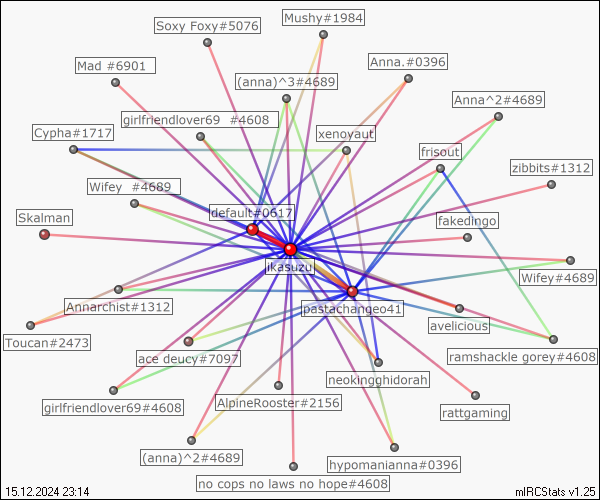 Mushy#1984
Soxy Foxy#5076
Mad #6901
Anna.#0396
(anna)^3#4689
Anna^2#4689
girlfriendlover69 #4608
Cypha#1717
xenoyaut
frisout
zibbits#1312
Wifey #4689
default#0617
Skalman
fakedIngo
ikasuzu
Wifey#4689
Annarchist#1312
pastachangeo41
avelicious
Toucan#2473
ace deucy#7097
ramshackle gorey#4608
neokingghidorah
girlfriendlover69#4608
AlpineRooster#2156
rattgaming
(anna)^2#4689
hypomanianna#0396
no cops no laws no hope#4608
15.12.2024 23:14
mIRCStats v1.25